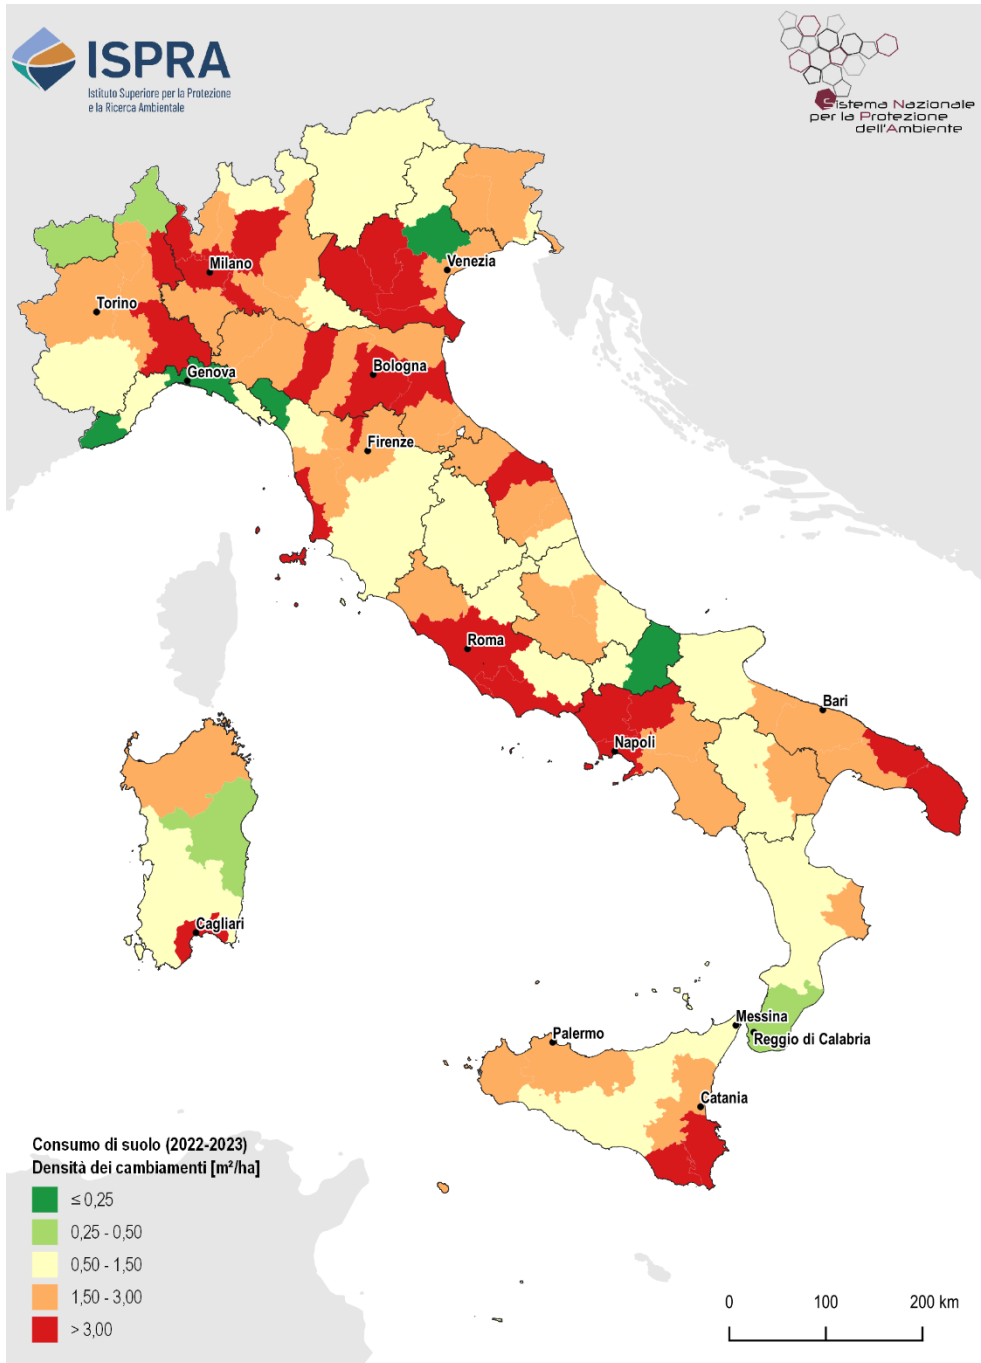 ISPRA
Istituto Superiore per la Protezione
e la Ricerca Ambientale
Sistema Nazionale
per la Protezione
dell'Ambiente
Milano
Venezia
Torino
Genova
Bologna
Firenze
Roma
Napoli
Bari
Cagliari
Messina
Reggio di Calabria
Palermo
Catania
Consumo di suolo (2022-2023)
Densità dei cambiamenti [m²/ha]
≤ 0,25
0,25 - 0,50
0,50 - 1,50
1,50 - 3,00
> 3,00
0 100 200 km